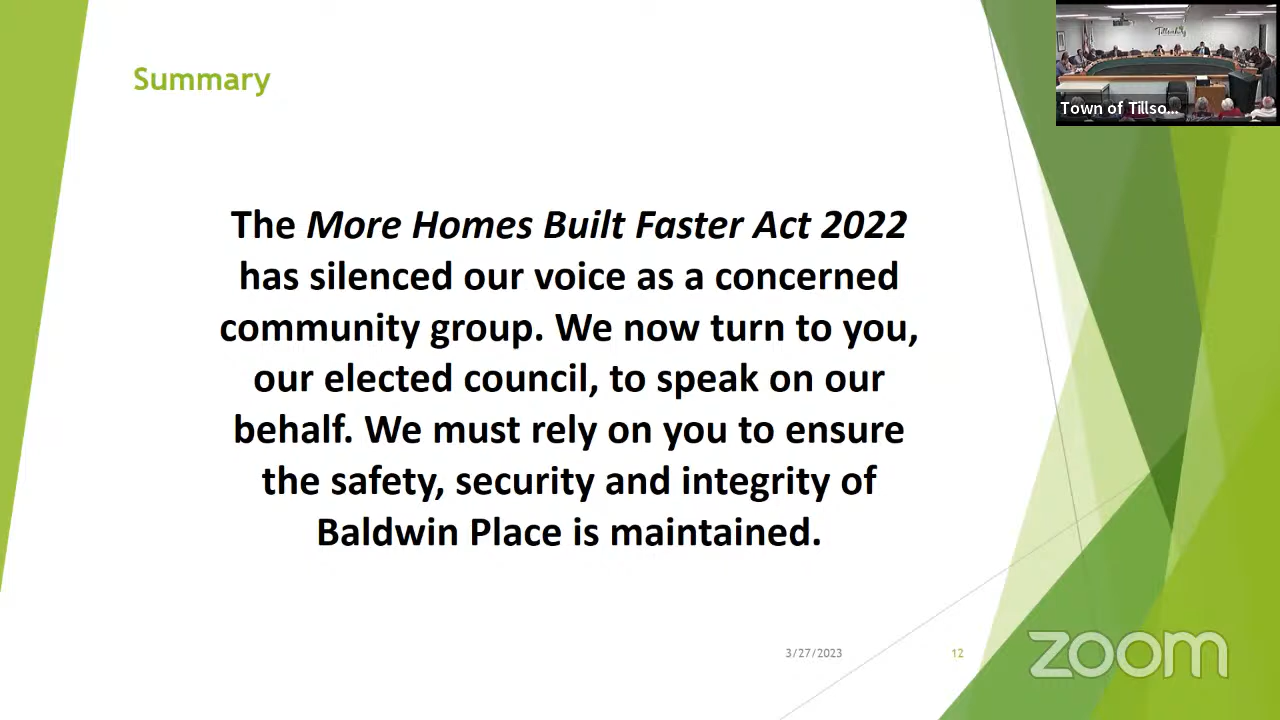 Summary
Tillsonburg
Town of Tillso...
The More Homes Built Faster Act 2022
has silenced our voice as a concerned
community group. We now turn to you,
our elected council, to speak on our
behalf. We must rely on you to ensure
the safety, security and integrity of
Baldwin Place is maintained.
3/27/2023
12
zoom